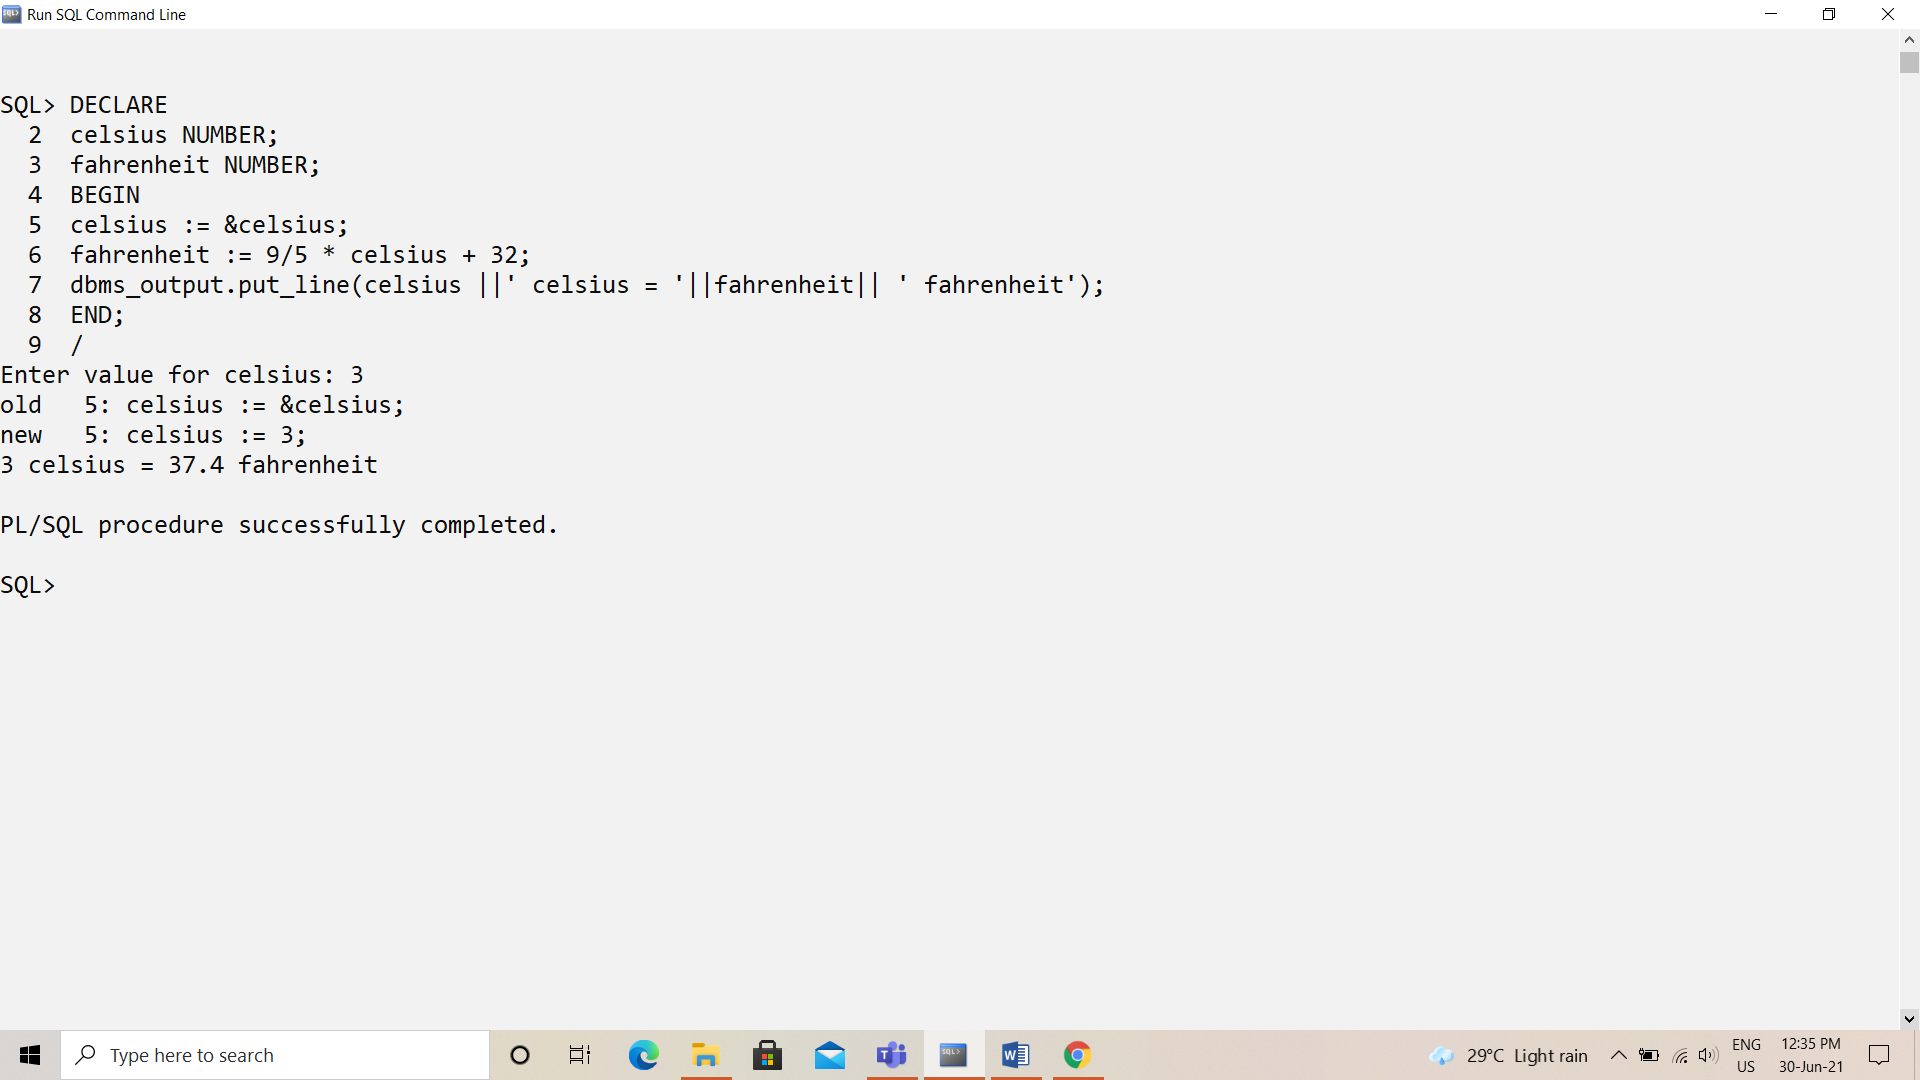 Run SQL Command Line
SQL> DECLARE
  2  celsius NUMBER;
  3  fahrenheit NUMBER;
  4  BEGIN
  5  celsius := &celsius;
  6  fahrenheit := 9/5 * celsius + 32;
  7  dbms_output.put_line(celsius ||' celsius = '||fahrenheit|| ' fahrenheit');
  8  END;
  9  /
Enter value for celsius: 3
old   5: celsius := &celsius;
new   5: celsius := 3;
3 celsius = 37.4 fahrenheit
PL/SQL procedure successfully completed.
SQL>
Type here to search
29°C Light rain
ENG
US
12:35 PM
30-Jun-21